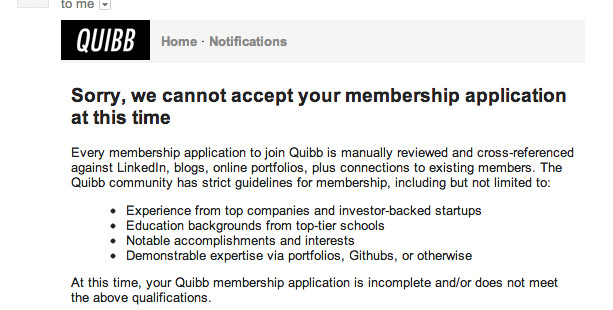 to me
QUIBB Home · Notifications
Sorry, we cannot accept your membership application
at this time
Every membership application to join Quibb is manually reviewed and cross-referenced
against LinkedIn, blogs, online portfolios, plus connections to existing members. The
Quibb community has strict guidelines for membership, including but not limited to:
• Experience from top companies and investor-backed startups
• Education backgrounds from top-tier schools
• Notable accomplishments and interests
• Demonstrable expertise via portfolios, Githubs, or otherwise
At this time, your Quibb membership application is incomplete and/or does not meet
the above qualifications.